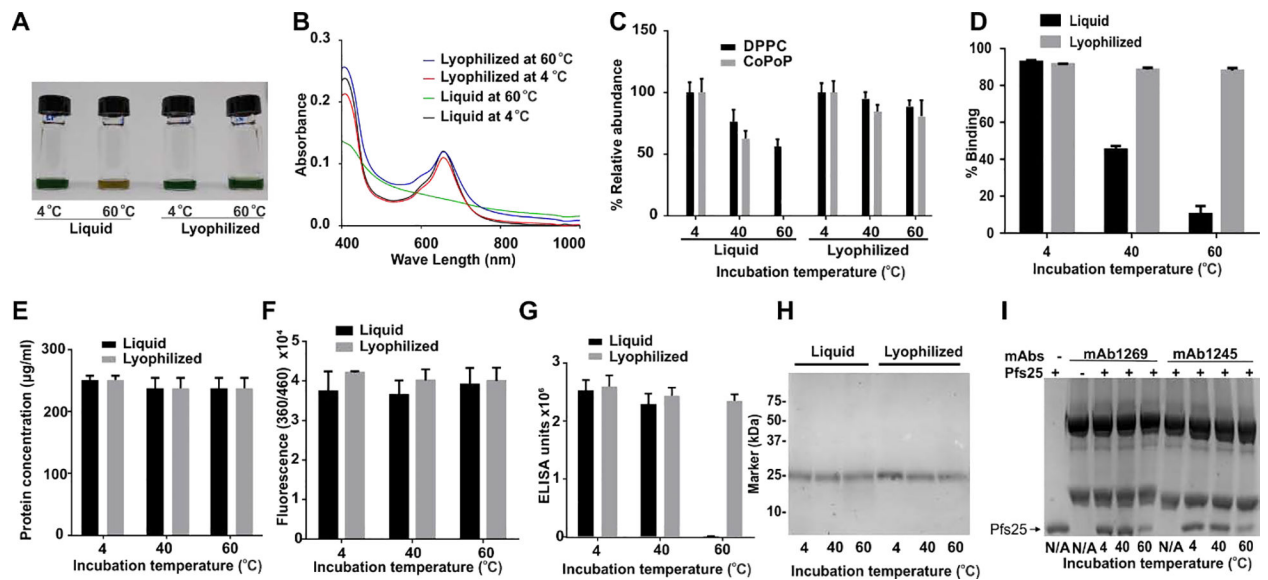 A
4°C 60°C 4°C 60°C
Liquid Lyophilized
B
0.3
0.2
0.1
0.0
Absorbance
Lyophilized at 60°C
Lyophilized at 4°C
Liquid at 60°C
Liquid at 4°C
400 600 800 1000
Wave Length (nm)
C
150
100
50
0
% Relative abundance
DPPC
CoPoP
4 40 60 4 40 60
Liquid Lyophilized
Incubation temperature (°C)
D
Liquid
Lyophilized
100
80
60
40
20
0
% Binding
4 40 60
Incubation temperature (°C)
E
300
200
100
0
Protein concentration (µg/ml)
Liquid
Lyophilized
4 40 60
Incubation temperature (°C)
F
Liquid
Lyophilized
4
2
0
Fluorescence (360/460) x10⁴
4 40 60
Incubation temperature (°C)
G
Liquid
Lyophilized
3
2
1
0
ELISA units x10⁶
4 40 60
Incubation temperature (°C)
H
Liquid Lyophilized
75-
50-
37-
25-
10-
Marker (kDa)
4 40 60 4 40 60
Incubation temperature (°C)
I
mAbs - mAb1269 mAb1245
Pfs25 + - + + + - + + +
Pfs25
N/A N/A 4 40 60 N/A 4 40 60
Incubation temperature (°C)